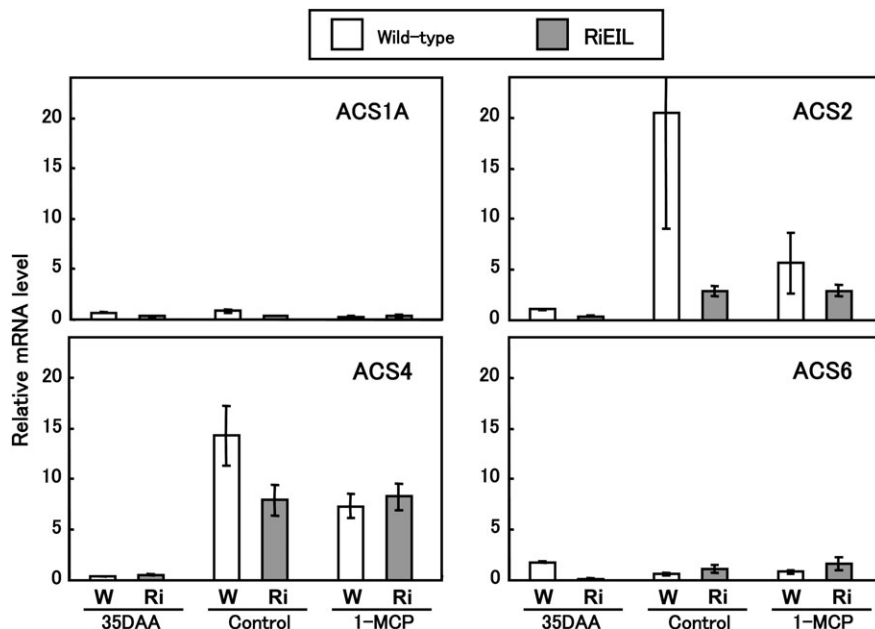 Wild-type RiEIL
ACS1A
20
15
10
5
0
ACS2
20
15
10
5
0
Relative mRNA level
ACS4
20
15
10
5
0
W Ri W Ri W Ri
35DAA Control 1-MCP
ACS6
20
15
10
5
0
W Ri W Ri W Ri
35DAA Control 1-MCP